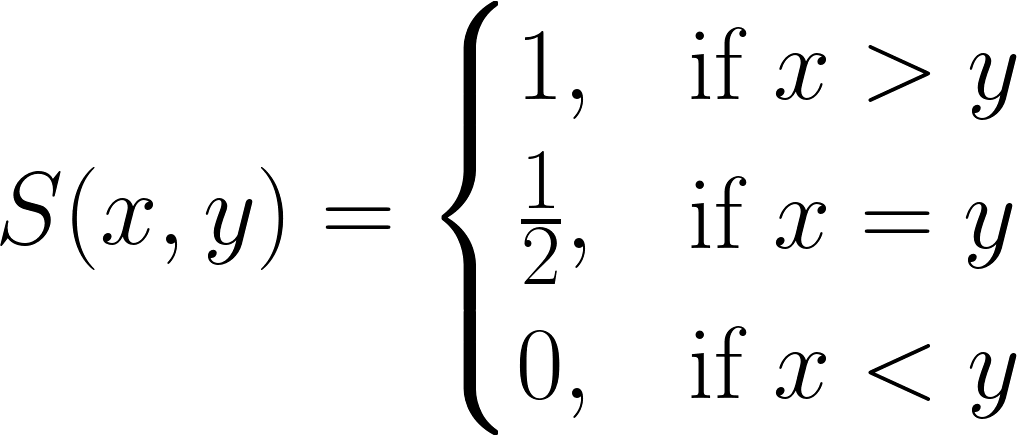 S(x, y) = { 1, if x > y
1/2, if x = y
0, if x < y